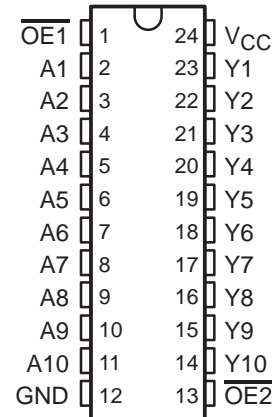 OE1 1 24 VCC
A1 2 23 Y1
A2 3 22 Y2
A3 4 21 Y3
A4 5 20 Y4
A5 6 19 Y5
A6 7 18 Y6
A7 8 17 Y7
A8 9 16 Y8
A9 10 15 Y9
A10 11 14 Y10
GND 12 13 OE2